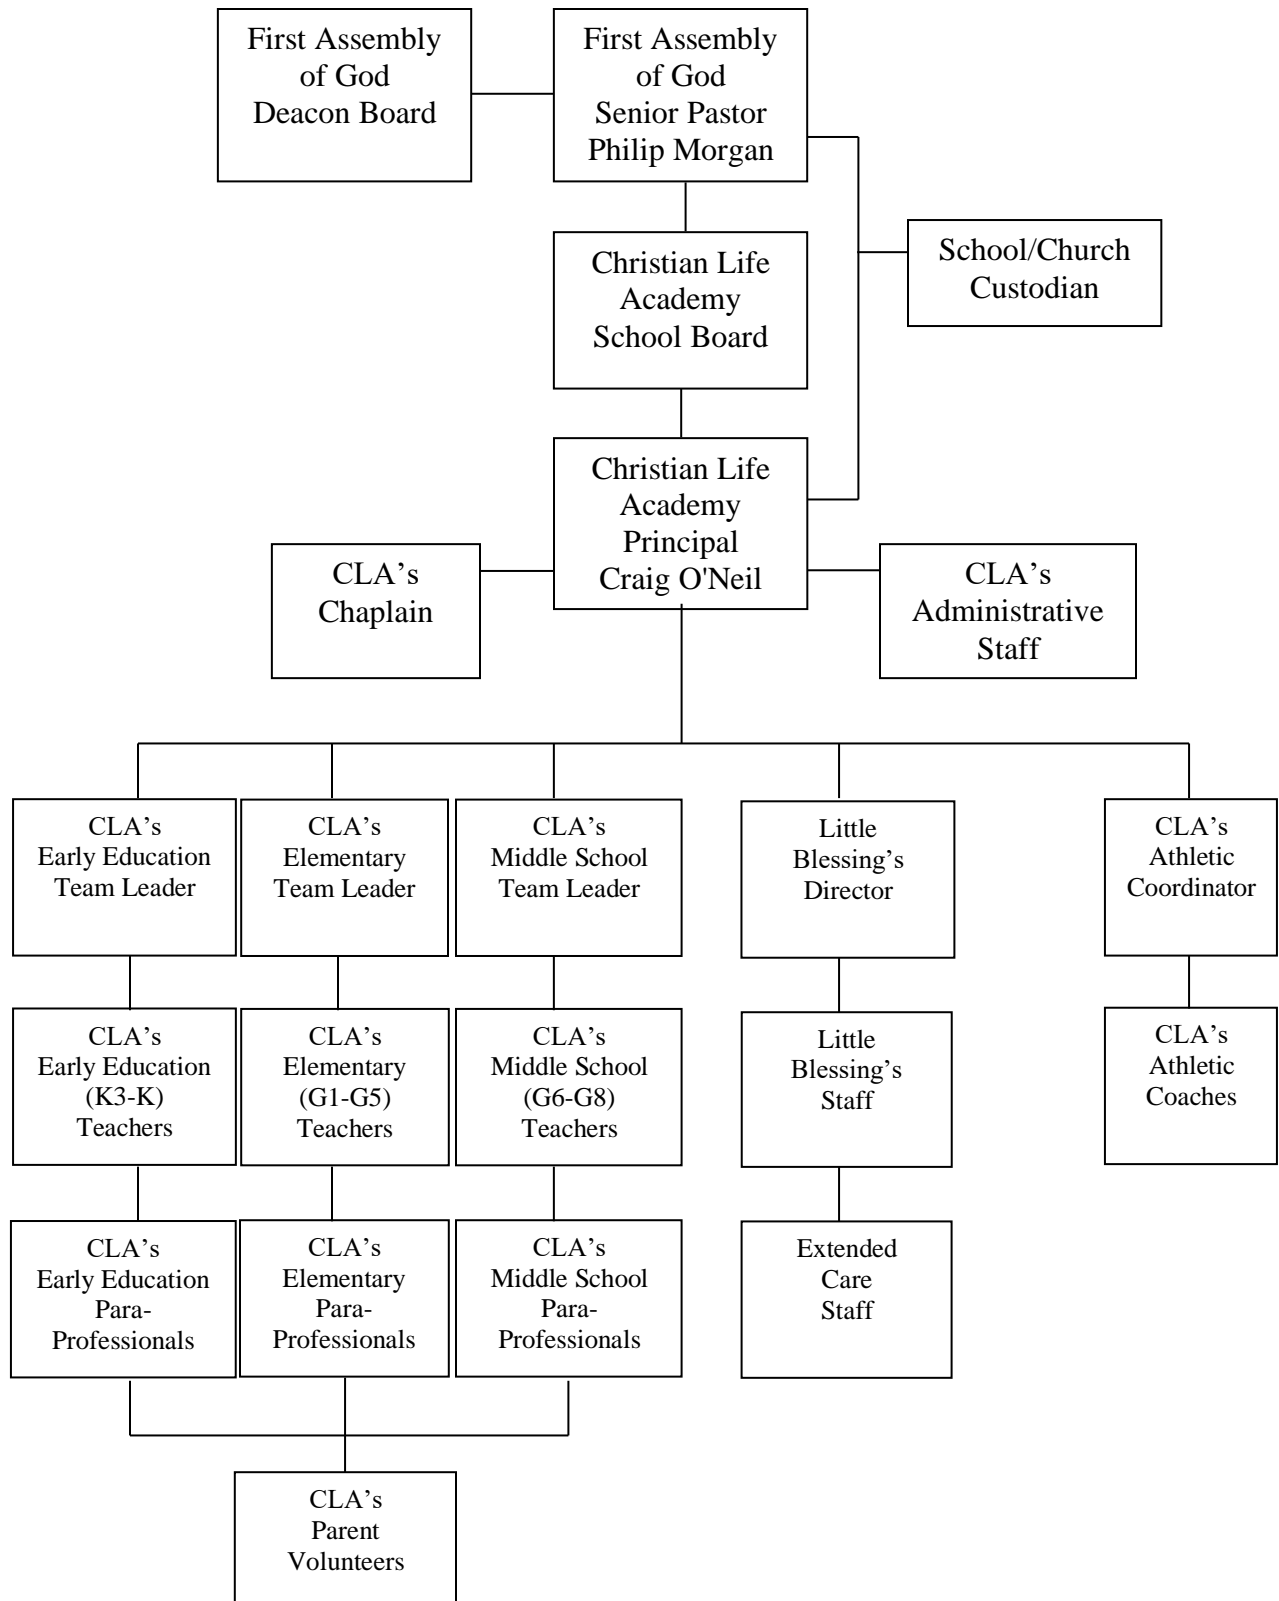 First Assembly
of God
Deacon Board
First Assembly
of God
Senior Pastor
Philip Morgan
School/Church
Custodian
Christian Life
Academy
School Board
Christian Life
Academy
Principal
Craig O'Neil
CLA’s
Chaplain
CLA’s
Administrative
Staff
CLA’s
Early Education
Team Leader
CLA’s
Elementary
Team Leader
CLA’s
Middle School
Team Leader
Little
Blessing's
Director
CLA’s
Athletic
Coordinator
CLA's
Early Education
(K3-K)
Teachers
CLA's
Elementary
(G1-G5)
Teachers
CLA's
Middle School
(G6-G8)
Teachers
Little
Blessing's
Staff
CLA's
Athletic
Coaches
CLA’s
Early Education
Para-
Professionals
CLA’s
Elementary
Para-
Professionals
CLA’s
Middle School
Para-
Professionals
Extended
Care
Staff
CLA’s
Parent
Volunteers